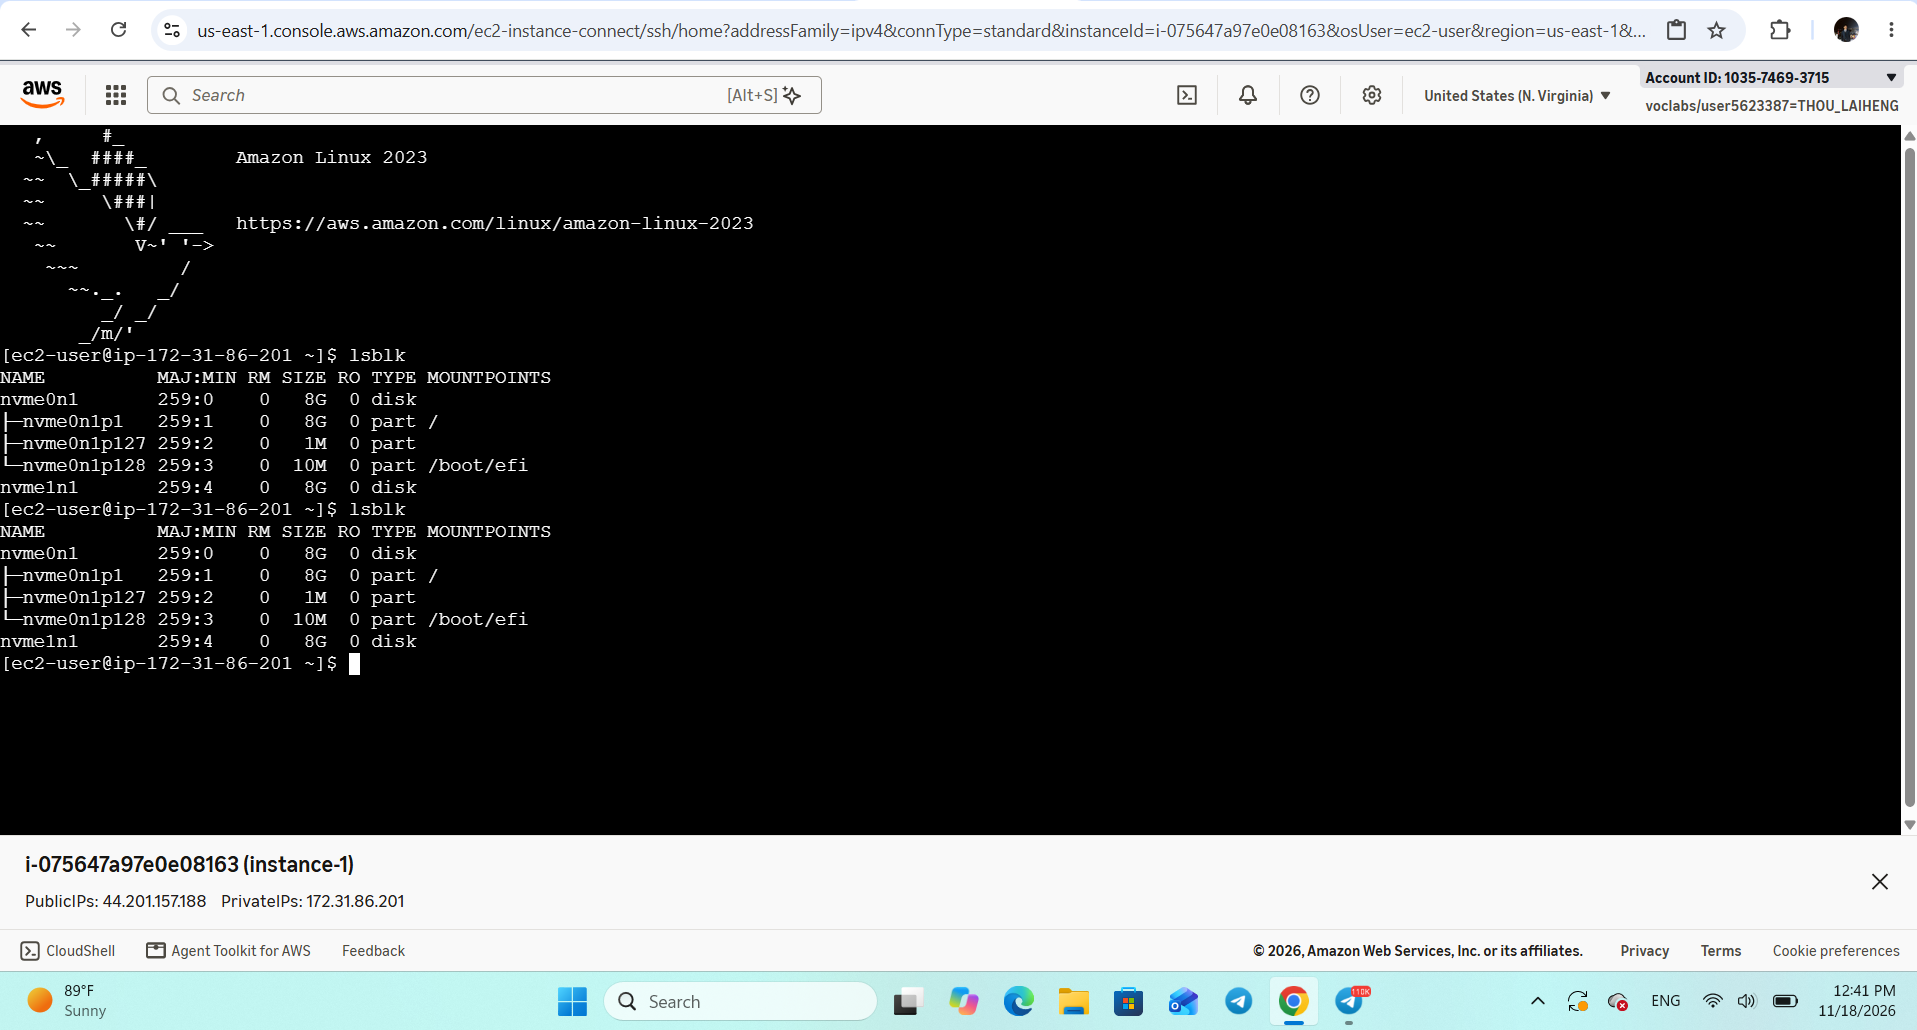 us-east-1.console.aws.amazon.com/ec2-instance-connect/ssh/home?addressFamily=ipv4&connType=standard&instanceId=i-075647a97e0e08163&osUser=ec2-user&region=us-east-1&...
aws
Search [Alt+S]
United States (N. Virginia)
Account ID: 1035-7469-3715
voclabs/user5623387=THOU_LAIHENG
   ,     #_
   ~\_  ####_        Amazon Linux 2023
  ~~  \_#####\
  ~~     \###|
  ~~       \#/ ___   https://aws.amazon.com/linux/amazon-linux-2023
   ~~       V~' '->
    ~~~         /
      ~~._.   _/
         _/ _/
       _/m/'
[ec2-user@ip-172-31-86-201 ~]$ lsblk
NAME          MAJ:MIN RM SIZE RO TYPE MOUNTPOINTS
nvme0n1       259:0    0   8G  0 disk
├─nvme0n1p1   259:1    0   8G  0 part /
├─nvme0n1p127 259:2    0   1M  0 part
└─nvme0n1p128 259:3    0  10M  0 part /boot/efi
nvme1n1       259:4    0   8G  0 disk
[ec2-user@ip-172-31-86-201 ~]$ lsblk
NAME          MAJ:MIN RM SIZE RO TYPE MOUNTPOINTS
nvme0n1       259:0    0   8G  0 disk
├─nvme0n1p1   259:1    0   8G  0 part /
├─nvme0n1p127 259:2    0   1M  0 part
└─nvme0n1p128 259:3    0  10M  0 part /boot/efi
nvme1n1       259:4    0   8G  0 disk
[ec2-user@ip-172-31-86-201 ~]$
i-075647a97e0e08163 (instance-1)
PublicIPs: 44.201.157.188 PrivateIPs: 172.31.86.201
CloudShell Agent Toolkit for AWS Feedback © 2026, Amazon Web Services, Inc. or its affiliates. Privacy Terms Cookie preferences
89°F
Sunny
Search
110K
ENG
12:41 PM
11/18/2026